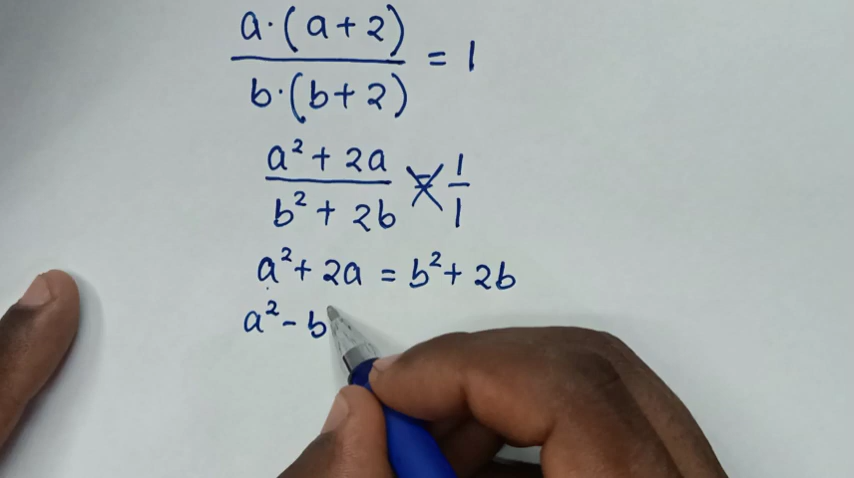 a·(a+2)
b·(b+2) = 1
a² + 2a
b² + 2b = 1/1
a² + 2a = b² + 2b
a² - b